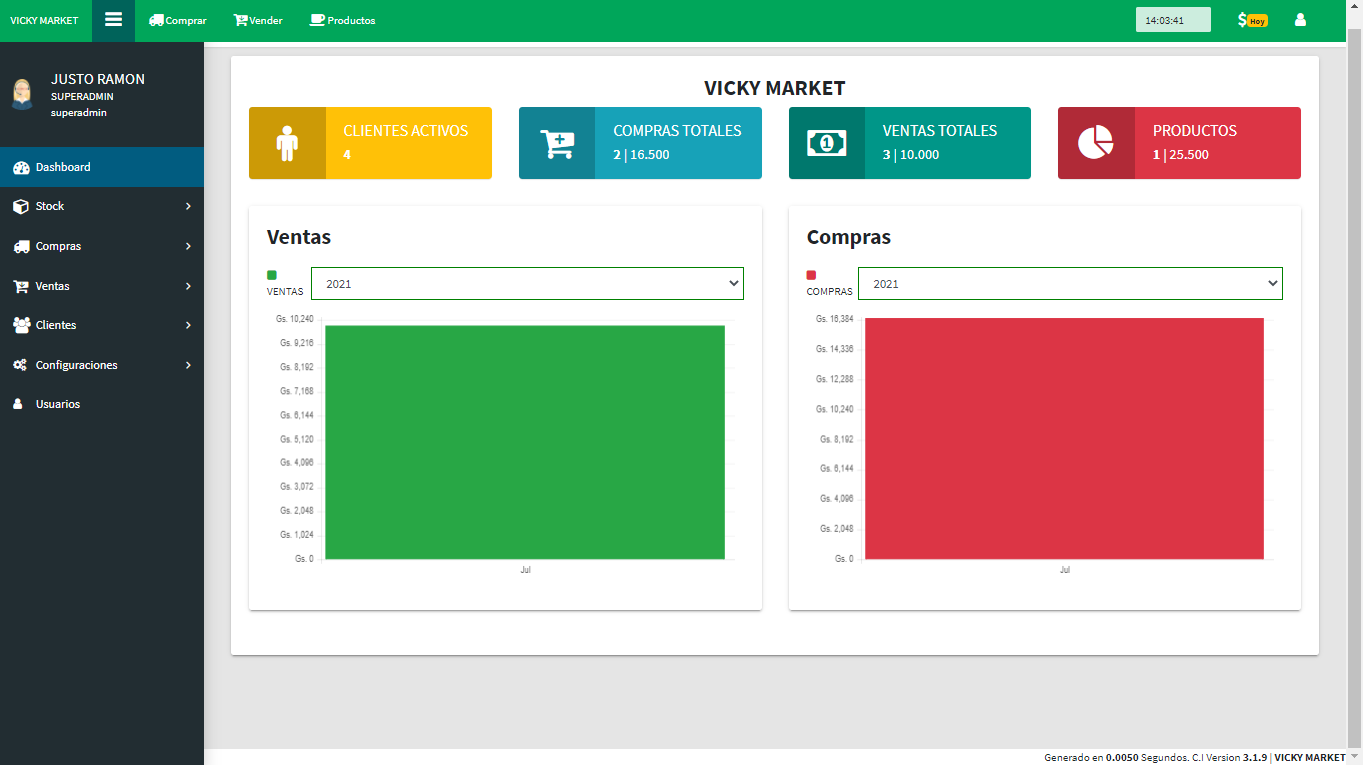 VICKY MARKET
Comprar
Vender
Productos
14:03:41
$ Hoy
JUSTO RAMON
SUPERADMIN
superadmin
Dashboard
Stock
Compras
Ventas
Clientes
Configuraciones
Usuarios
VICKY MARKET
CLIENTES ACTIVOS
4
COMPRAS TOTALES
2 | 16.500
VENTAS TOTALES
3 | 10.000
PRODUCTOS
1 | 25.500
Ventas
VENTAS
2021
Gs. 10,240
Gs. 9,216
Gs. 8,192
Gs. 7,168
Gs. 6,144
Gs. 5,120
Gs. 4,096
Gs. 3,072
Gs. 2,048
Gs. 1,024
Gs. 0
Jul
Compras
COMPRAS
2021
Gs. 16,384
Gs. 14,336
Gs. 12,288
Gs. 10,240
Gs. 8,192
Gs. 6,144
Gs. 4,096
Gs. 2,048
Gs. 0
Jul
Generado en 0.0050 Segundos. C.I Version 3.1.9 | VICKY MARKET